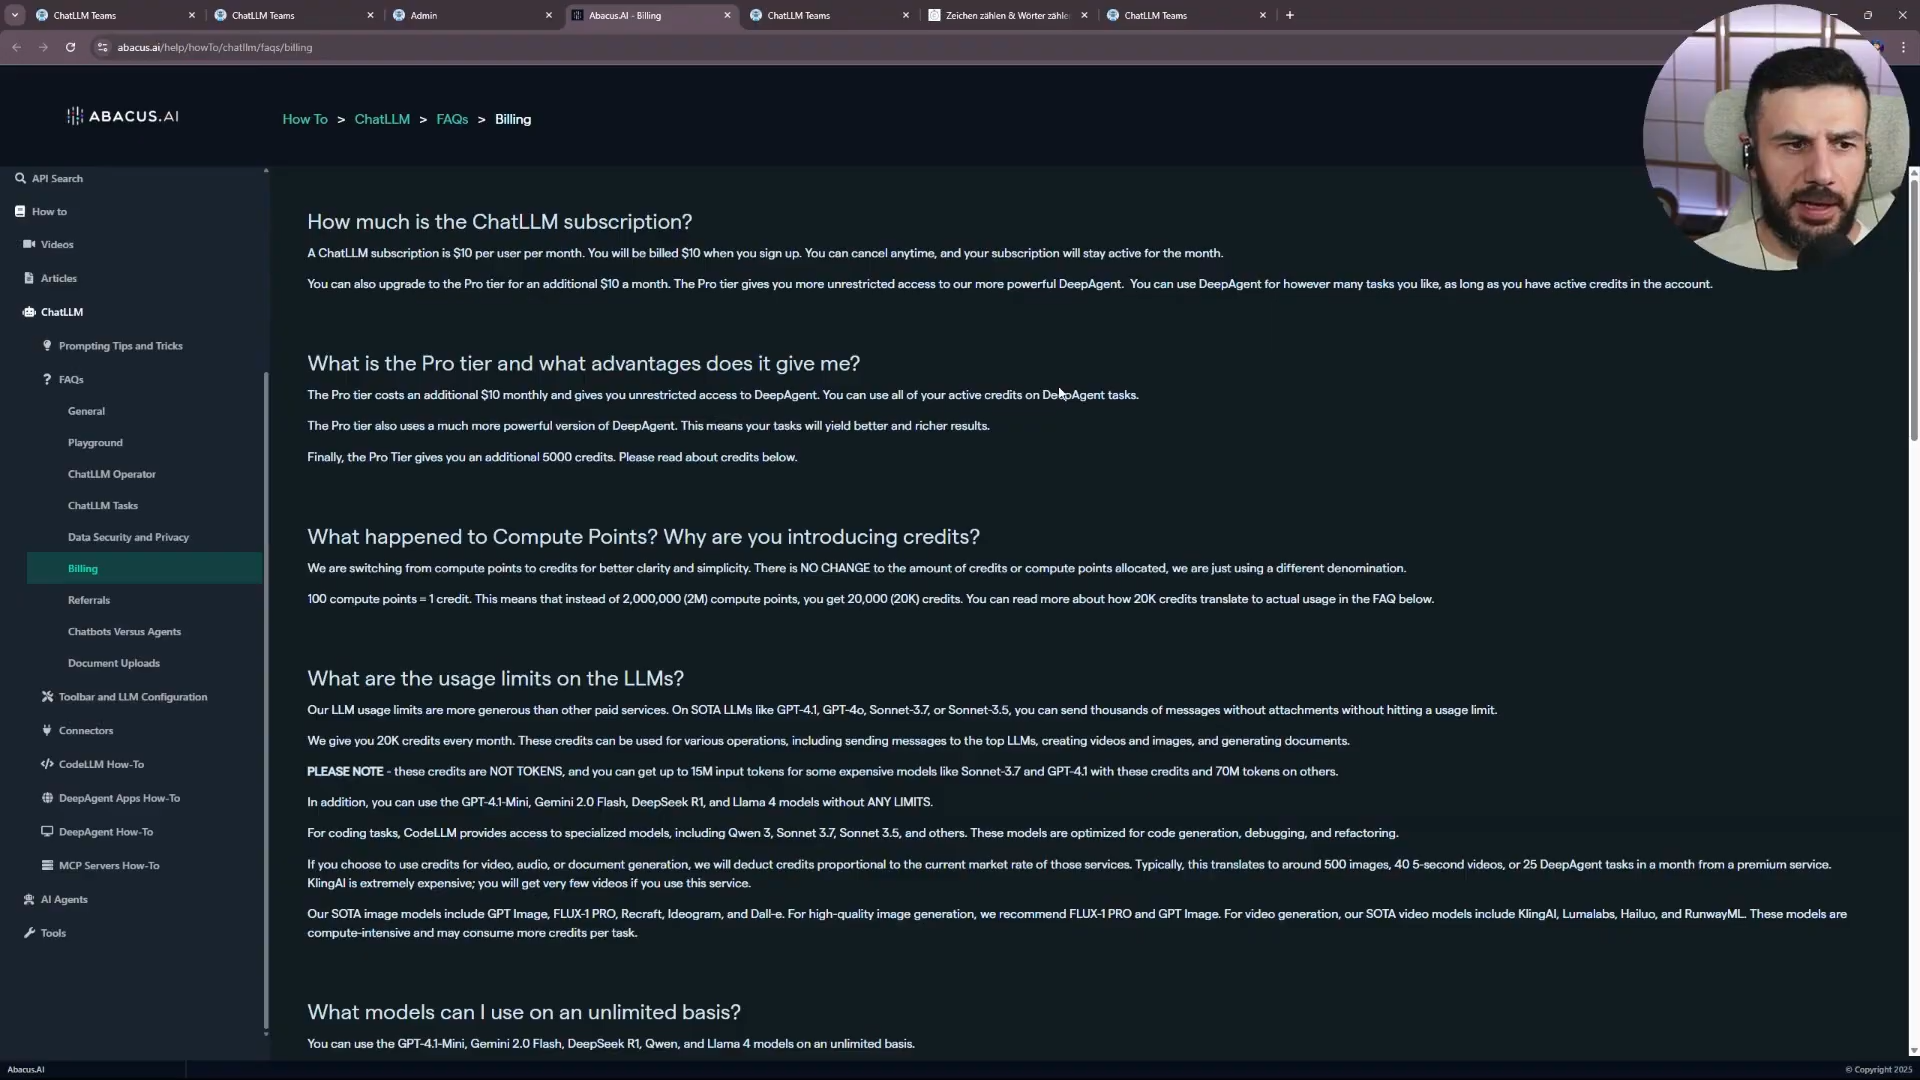 ChatLLM Teams
ChatLLM Teams
Admin
Abacus.AI - Billing
ChatLLM Teams
Zeichen zählen & Wörter zähle
ChatLLM Teams
abacus.ai/help/howTo/chatllm/faqs/billing
ABACUS.AI
How To > ChatLLM > FAQs > Billing
API Search
How to
Videos
Articles
ChatLLM
Prompting Tips and Tricks
FAQs
General
Playground
ChatLLM Operator
ChatLLM Tasks
Data Security and Privacy
Billing
Referrals
Chatbots Versus Agents
Document Uploads
Toolbar and LLM Configuration
Connectors
CodeLLM How-To
DeepAgent Apps How-To
DeepAgent How-To
MCP Servers How-To
AI Agents
Tools
How much is the ChatLLM subscription?
A ChatLLM subscription is $10 per user per month. You will be billed $10 when you sign up. You can cancel anytime, and your subscription will stay active for the month.
You can also upgrade to the Pro tier for an additional $10 a month. The Pro tier gives you more unrestricted access to our more powerful DeepAgent. You can use DeepAgent for however many tasks you like, as long as you have active credits in the account.
What is the Pro tier and what advantages does it give me?
The Pro tier costs an additional $10 monthly and gives you unrestricted access to DeepAgent. You can use all of your active credits on DeepAgent tasks.
The Pro tier also uses a much more powerful version of DeepAgent. This means your tasks will yield better and richer results.
Finally, the Pro Tier gives you an additional 5000 credits. Please read about credits below.
What happened to Compute Points? Why are you introducing credits?
We are switching from compute points to credits for better clarity and simplicity. There is NO CHANGE to the amount of credits or compute points allocated, we are just using a different denomination.
100 compute points = 1 credit. This means that instead of 2,000,000 (2M) compute points, you get 20,000 (20K) credits. You can read more about how 20K credits translate to actual usage in the FAQ below.
What are the usage limits on the LLMs?
Our LLM usage limits are more generous than other paid services. On SOTA LLMs like GPT-4.1, GPT-4o, Sonnet-3.7, or Sonnet-3.5, you can send thousands of messages without attachments without hitting a usage limit.
We give you 20K credits every month. These credits can be used for various operations, including sending messages to the top LLMs, creating videos and images, and generating documents.
PLEASE NOTE - these credits are NOT TOKENS, and you can get up to 15M input tokens for some expensive models like Sonnet-3.7 and GPT-4.1 with these credits and 70M tokens on others.
In addition, you can use the GPT-4.1-Mini, Gemini 2.0 Flash, DeepSeek R1, and Llama 4 models without ANY LIMITS.
For coding tasks, CodeLLM provides access to specialized models, including Qwen 3, Sonnet 3.7, Sonnet 3.5, and others. These models are optimized for code generation, debugging, and refactoring.
If you choose to use credits for video, audio, or document generation, we will deduct credits proportional to the current market rate of those services. Typically, this translates to around 500 images, 40 5-second videos, or 25 DeepAgent tasks in a month from a premium service.
KlingAI is extremely expensive; you will get very few videos if you use this service.
Our SOTA image models include GPT Image, FLUX-1 PRO, Recraft, Ideogram, and Dall-e. For high-quality image generation, we recommend FLUX-1 PRO and GPT Image. For video generation, our SOTA video models include KlingAI, Lumalabs, Hailuo, and RunwayML. These models are
compute-intensive and may consume more credits per task.
What models can I use on an unlimited basis?
You can use the GPT-4.1-Mini, Gemini 2.0 Flash, DeepSeek R1, Qwen, and Llama 4 models on an unlimited basis.
Abacus.AI
© Copyright 2025